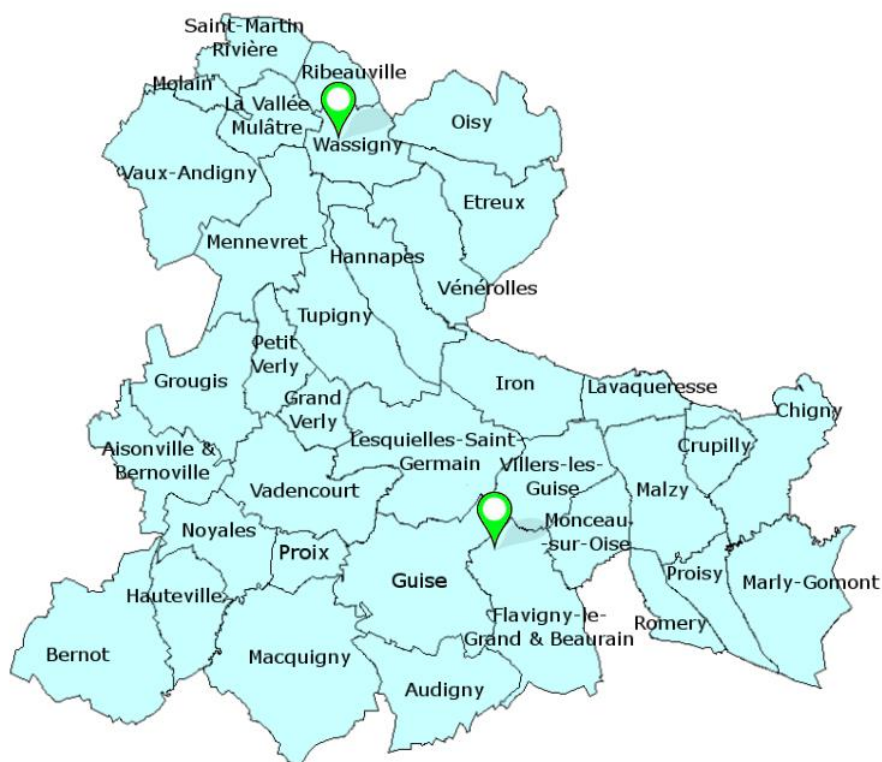 Saint-Martin
Rivière
Ribeauville
Molain
La Vallée
Mulâtre
Oisy
Wassigny
Vaux-Andigny
Etreux
Mennevret
Hannapes
Vénérolles
Tupigny
Petit
Verly
Grougis
Iron
Lavaqueresse
Grand
Verly
Chigny
Lesquielles-Saint-
Germain
Crupilly
Aisonville &
Bernoville
Villers-les-
Guise
Vadencourt
Malzy
Noyales
Monceau-
sur-Oise
Proix
Guise
Proisy
Marly-Gomont
Hauteville
Flavigny-le-
Grand & Beaurain
Romery
Bernot
Macquigny
Audigny